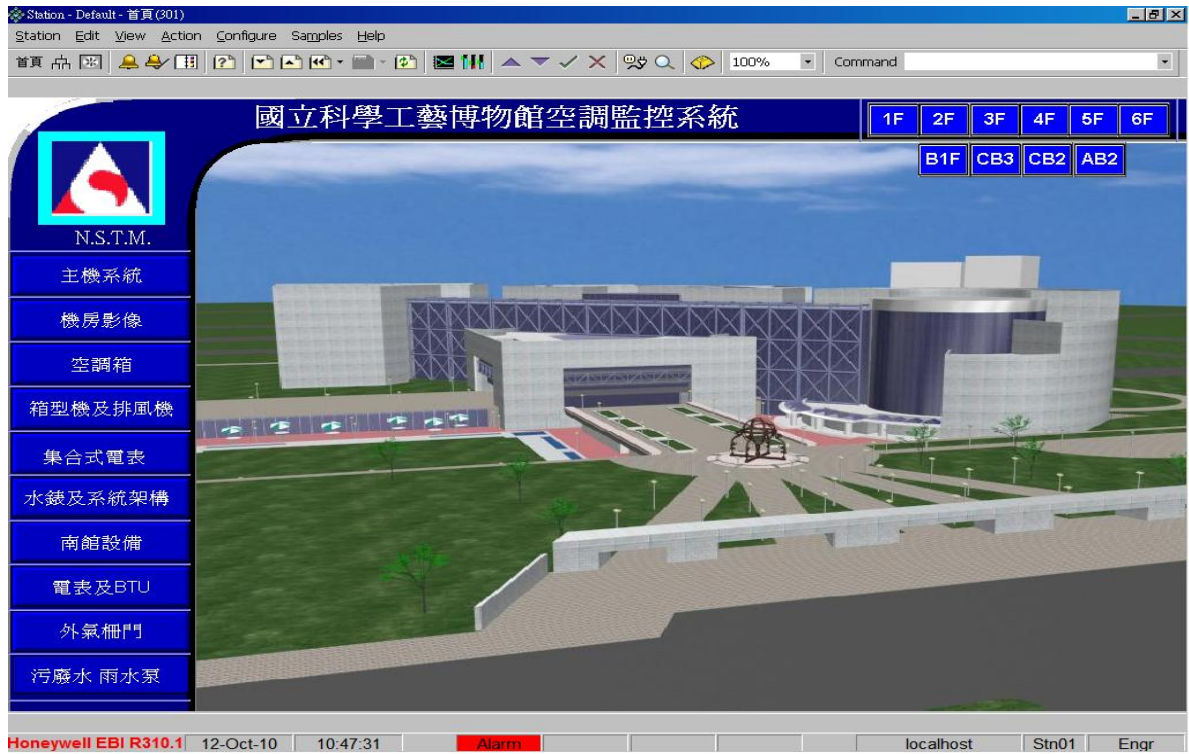 Station - Default - 首頁(301)
Station Edit View Action Configure Samples Help
首頁 100% Command
國立科學工藝博物館空調監控系統
1F 2F 3F 4F 5F 6F
B1F CB3 CB2 AB2
N.S.T.M.
主機系統
機房影像
空調箱
箱型機及排風機
集合式電表
水錶及系統架構
南館設備
電表及BTU
外氣柵門
污廢水 雨水泵
Honeywell EBI R310.1 12-Oct-10 10:47:31 Alarm localhost Stn01 Engr